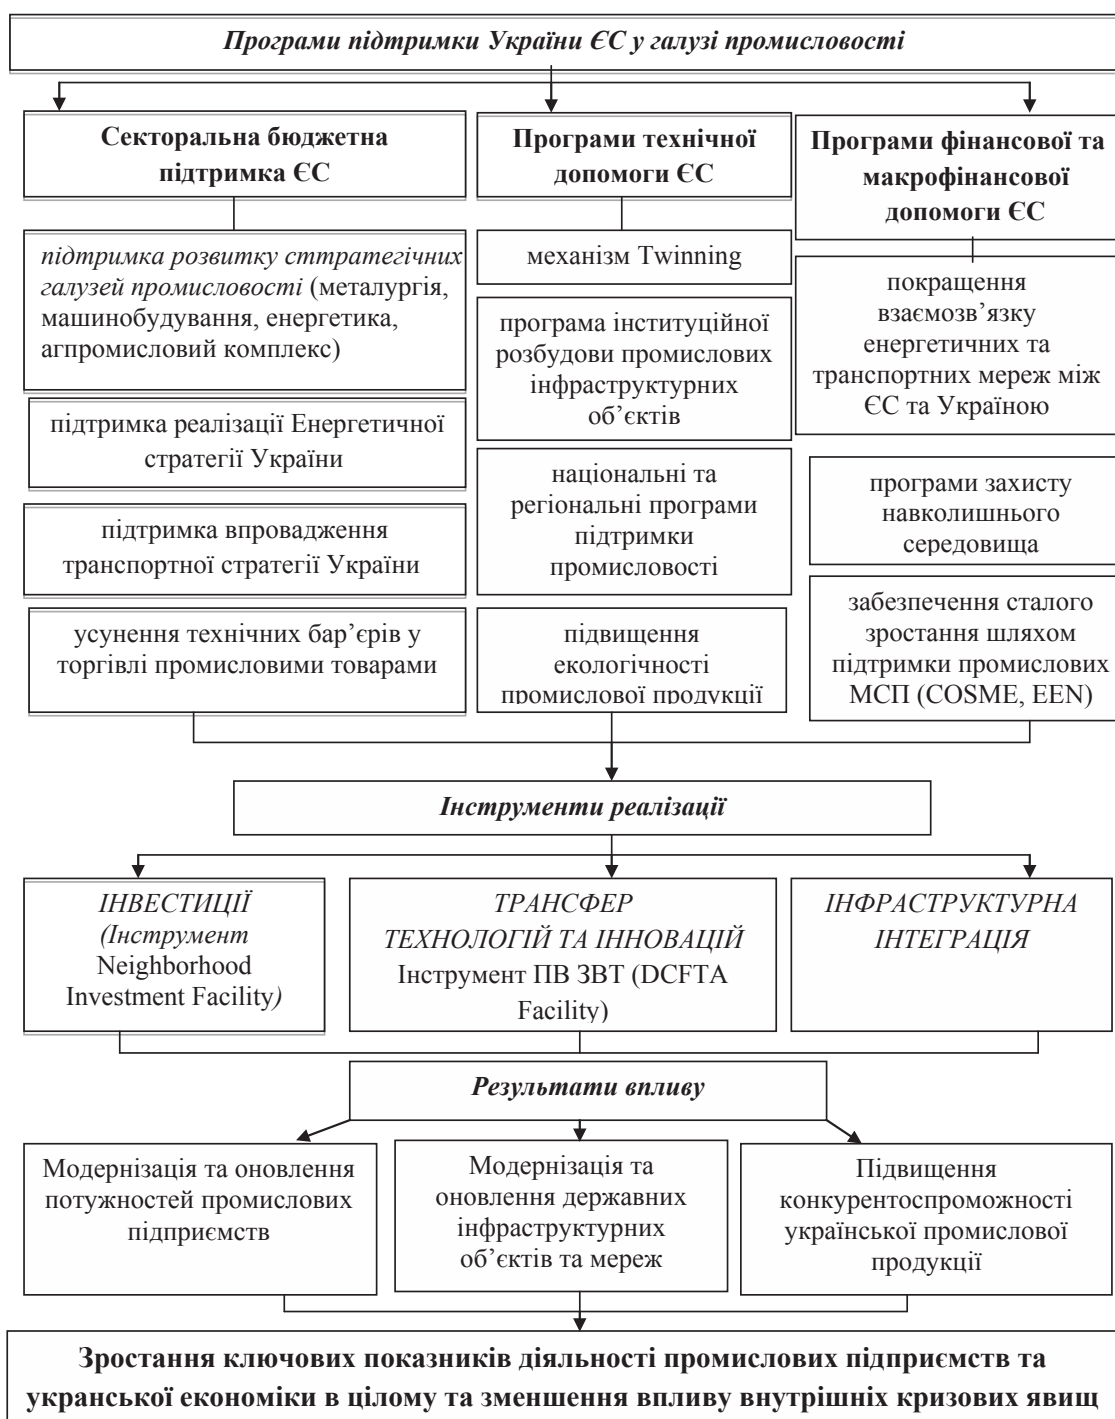 Програми підтримки України ЄС у галузі промисловості
Секторальна бюджетна
підтримка ЄС
підтримка розвитку сттратегічних
галузей промисловості (металургія,
машинобудування, енергетика,
агпромисловий комплекс)
підтримка реалізації Енергетичної
стратегії України
підтримка впровадження
транспортної стратегії України
усунення технічних бар’єрів у
торгівлі промисловими товарами
Програми технічної
допомоги ЄС
механізм Twinning
програма інституційної
розбудови промислових
інфраструктурних
об’єктів
національні та
регіональні програми
підтримки
промисловості
підвищення
екологічності
промислової продукції
Програми фінансової та
макрофінансової
допомоги ЄС
покращення
взаємозв’язку
енергетичних та
транспортних мереж між
ЄС та Україною
програми захисту
навколишнього
середовища
забезпечення сталого
зростання шляхом
підтримки промислових
МСП (COSME, EEN)
Інструменти реалізації
ІНВЕСТИЦІЇ
(Інструмент
Neighborhood
Investment Facility)
ТРАНСФЕР
ТЕХНОЛОГІЙ ТА ІННОВАЦІЙ
Інструмент ПВ ЗВТ (DCFTA
Facility)
ІНФРАСТРУКТУРНА
ІНТЕГРАЦІЯ
Результати впливу
Модернізація та оновлення
потужностей промислових
підприємств
Модернізація та
оновлення державних
інфраструктурних
об’єктів та мереж
Підвищення
конкурентоспроможності
української промислової
продукції
Зростання ключових показників діяльності промислових підприємств та
укранської економіки в цілому та зменшення впливу внутрішніх кризових явищ